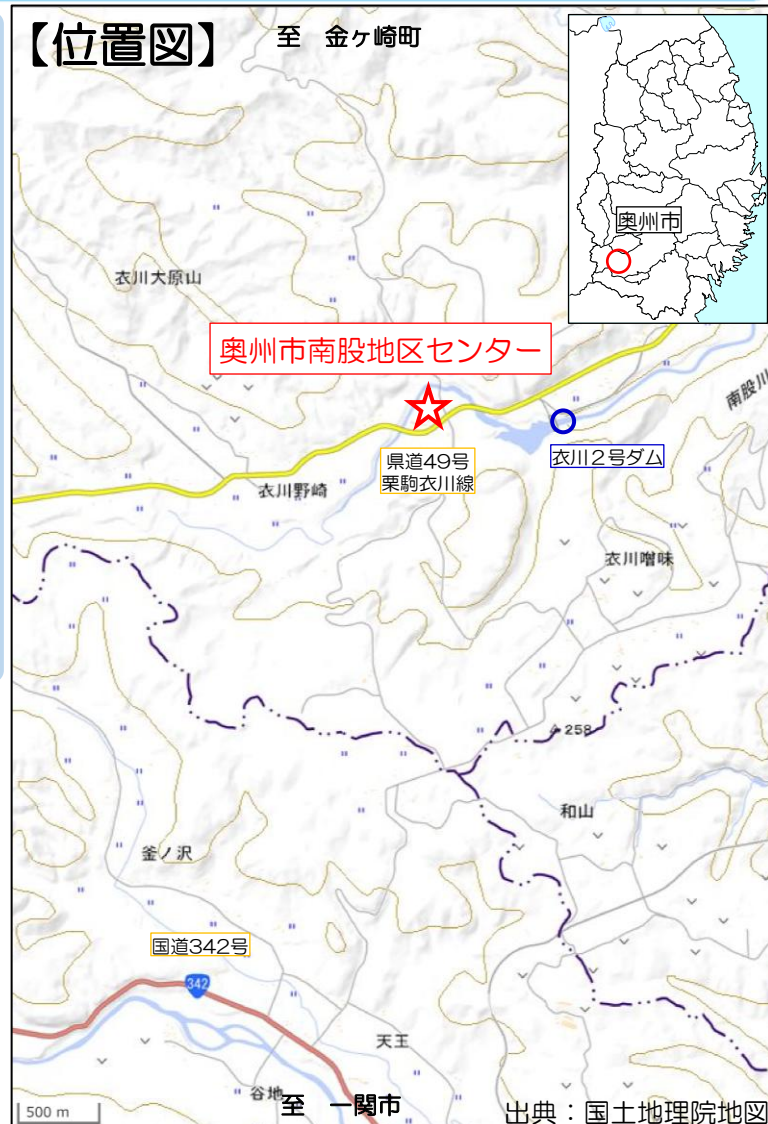 【位置図】
至 金ヶ崎町
奥州市
衣川大原山
奥州市南股地区センター
南股川
県道49号
栗駒衣川線
衣川2号ダム
衣川野崎
衣川噌味
258
和山
釜ノ沢
国道342号
342
天王
谷地
至 一関市
500 m
出典：国土地理院地図